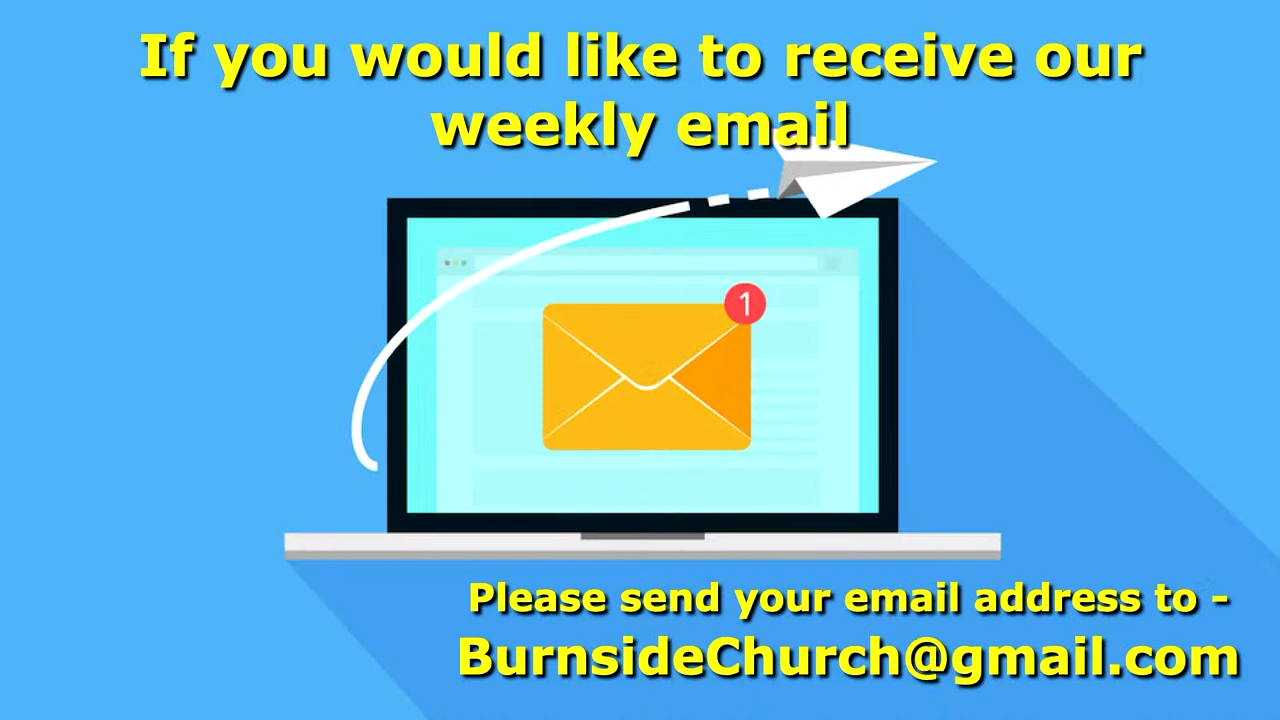 If you would like to receive our
weekly email
1
Please send your email address to -
BurnsideChurch@gmail.com